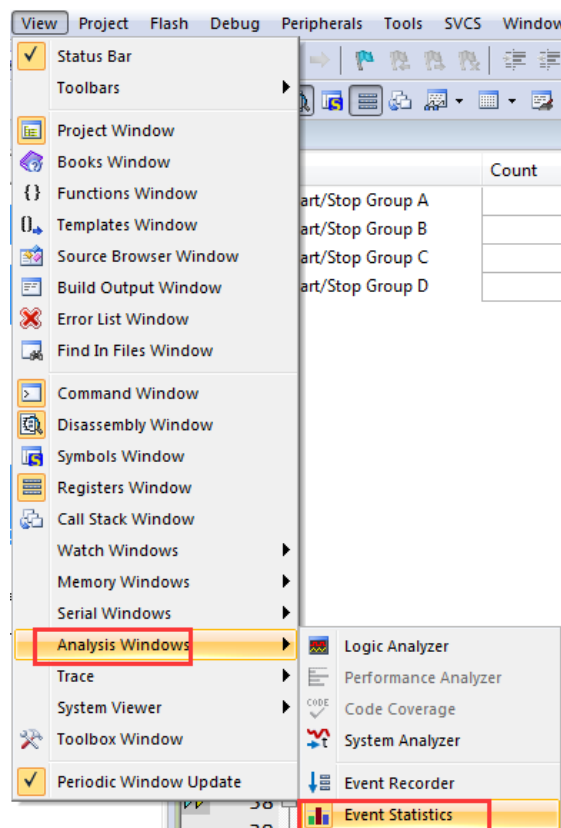 View Project Flash Debug Peripherals Tools SVCS Window
Status Bar
Toolbars
Project Window
Books Window
Count
Functions Window
art/Stop Group A
Templates Window
art/Stop Group B
Source Browser Window
art/Stop Group C
Build Output Window
art/Stop Group D
Error List Window
Find In Files Window
Command Window
Disassembly Window
Symbols Window
Registers Window
Call Stack Window
Watch Windows
Memory Windows
Serial Windows
Analysis Windows
Logic Analyzer
Trace
Performance Analyzer
System Viewer
CODE
Code Coverage
Toolbox Window
System Analyzer
Periodic Window Update
Event Recorder
38
Event Statistics